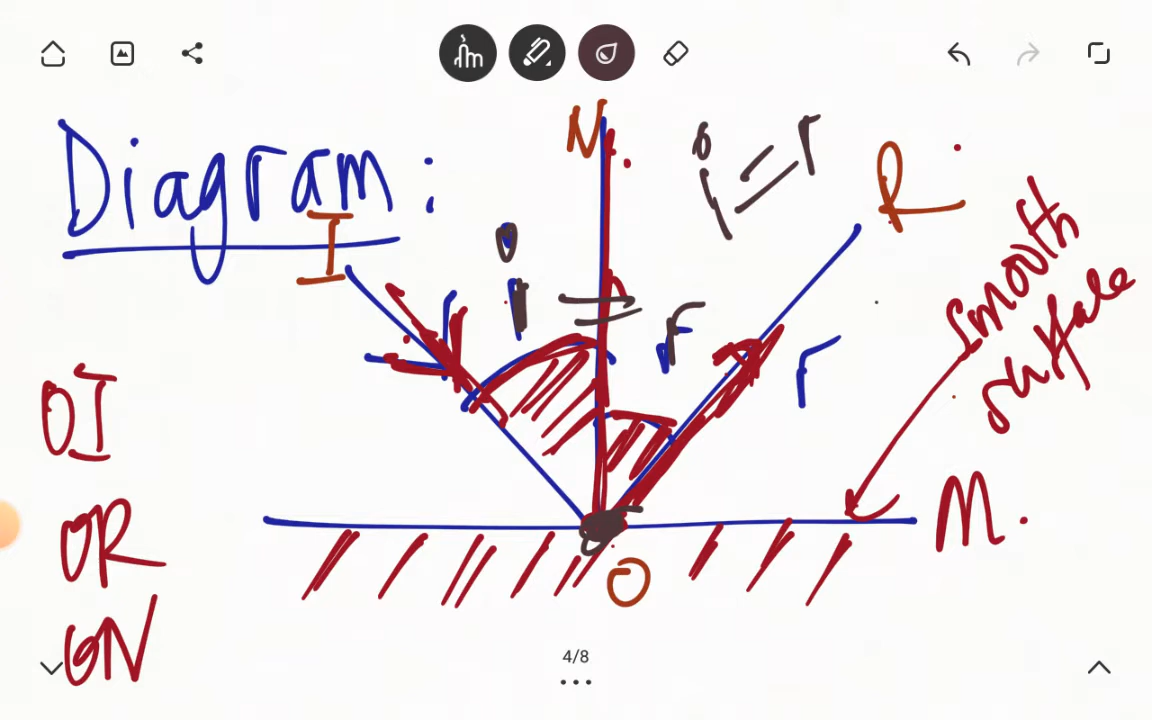 Diagram:
N
i = r
R
I
i = r
r
smooth
surface
OI
OR
ON
M
O
4/8